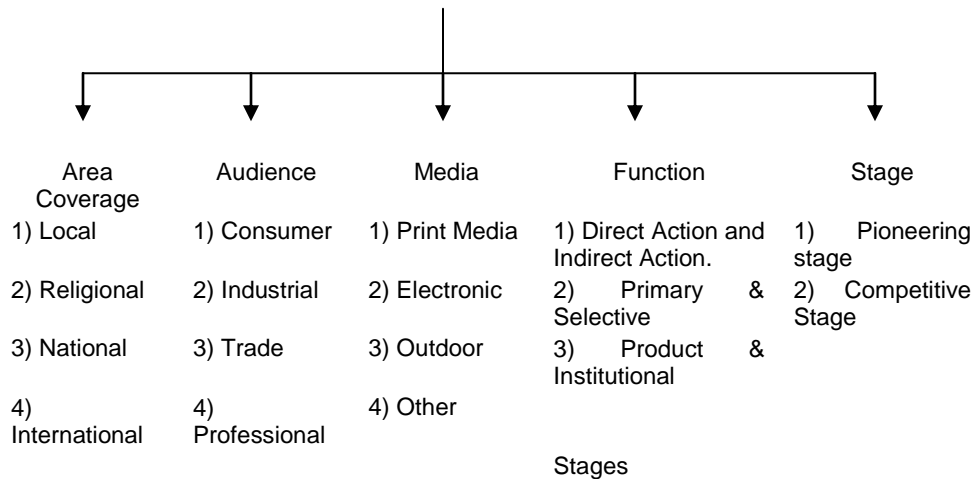 Area
Coverage
1) Local
2) Religional
3) National
4)
International
Audience
1) Consumer
2) Industrial
3) Trade
4)
Professional
Media
1) Print Media
2) Electronic
3) Outdoor
4) Other
Function
1) Direct Action and
Indirect Action.
2) Primary &
Selective
3) Product &
Institutional
Stages
Stage
1) Pioneering
stage
2) Competitive
Stage